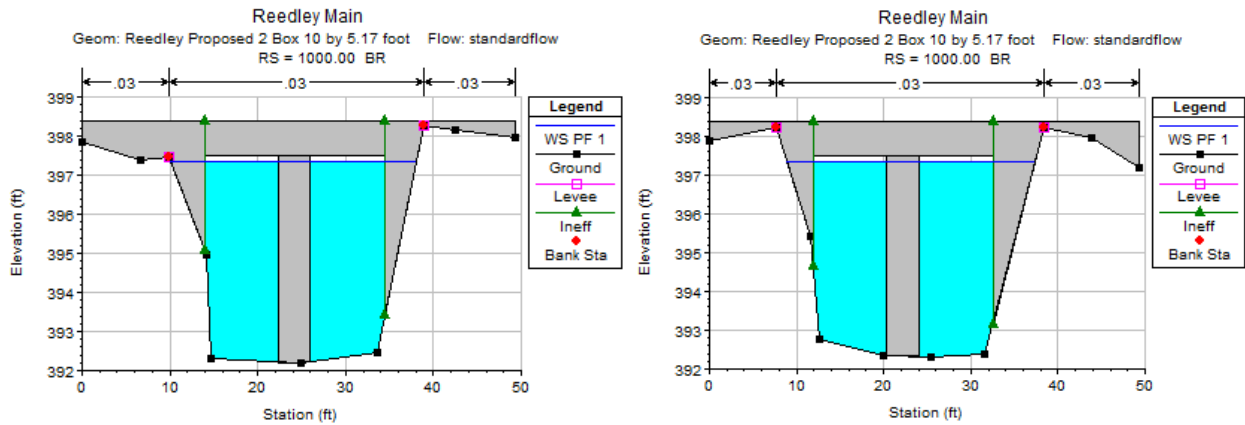 Reedley Main
Geom: Reedley Proposed 2 Box 10 by 5.17 foot Flow: standardflow
RS = 1000.00 BR
.03 .03 .03
399
398
397
396
395
394
393
392
0 10 20 30 40 50
Station (ft)
Elevation (ft)
Legend
WS PF 1
Ground
Levee
Ineff
Bank Sta
Reedley Main
Geom: Reedley Proposed 2 Box 10 by 5.17 foot Flow: standardflow
RS = 1000.00 BR
.03 .03 .03
399
398
397
396
395
394
393
392
0 10 20 30 40 50
Station (ft)
Elevation (ft)
Legend
WS PF 1
Ground
Levee
Ineff
Bank Sta